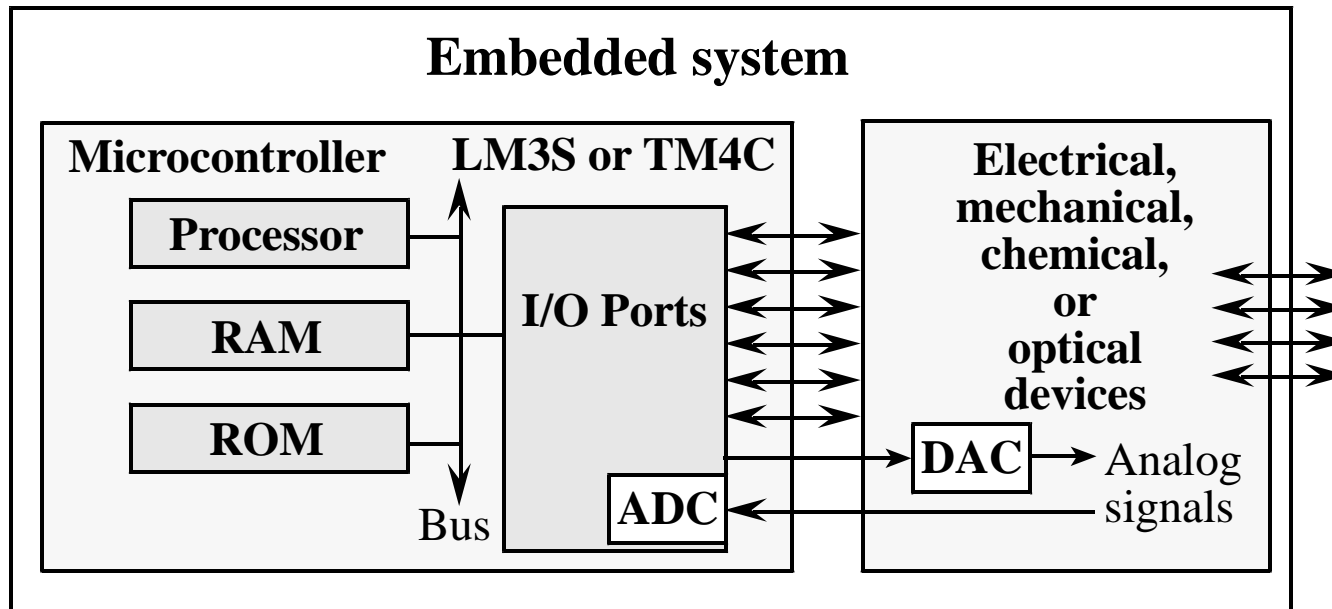 Embedded system
Microcontroller
LM3S or TM4C
Processor
RAM
ROM
Bus
I/O Ports
ADC
Electrical,
mechanical,
chemical,
or
optical
devices
DAC
Analog
signals